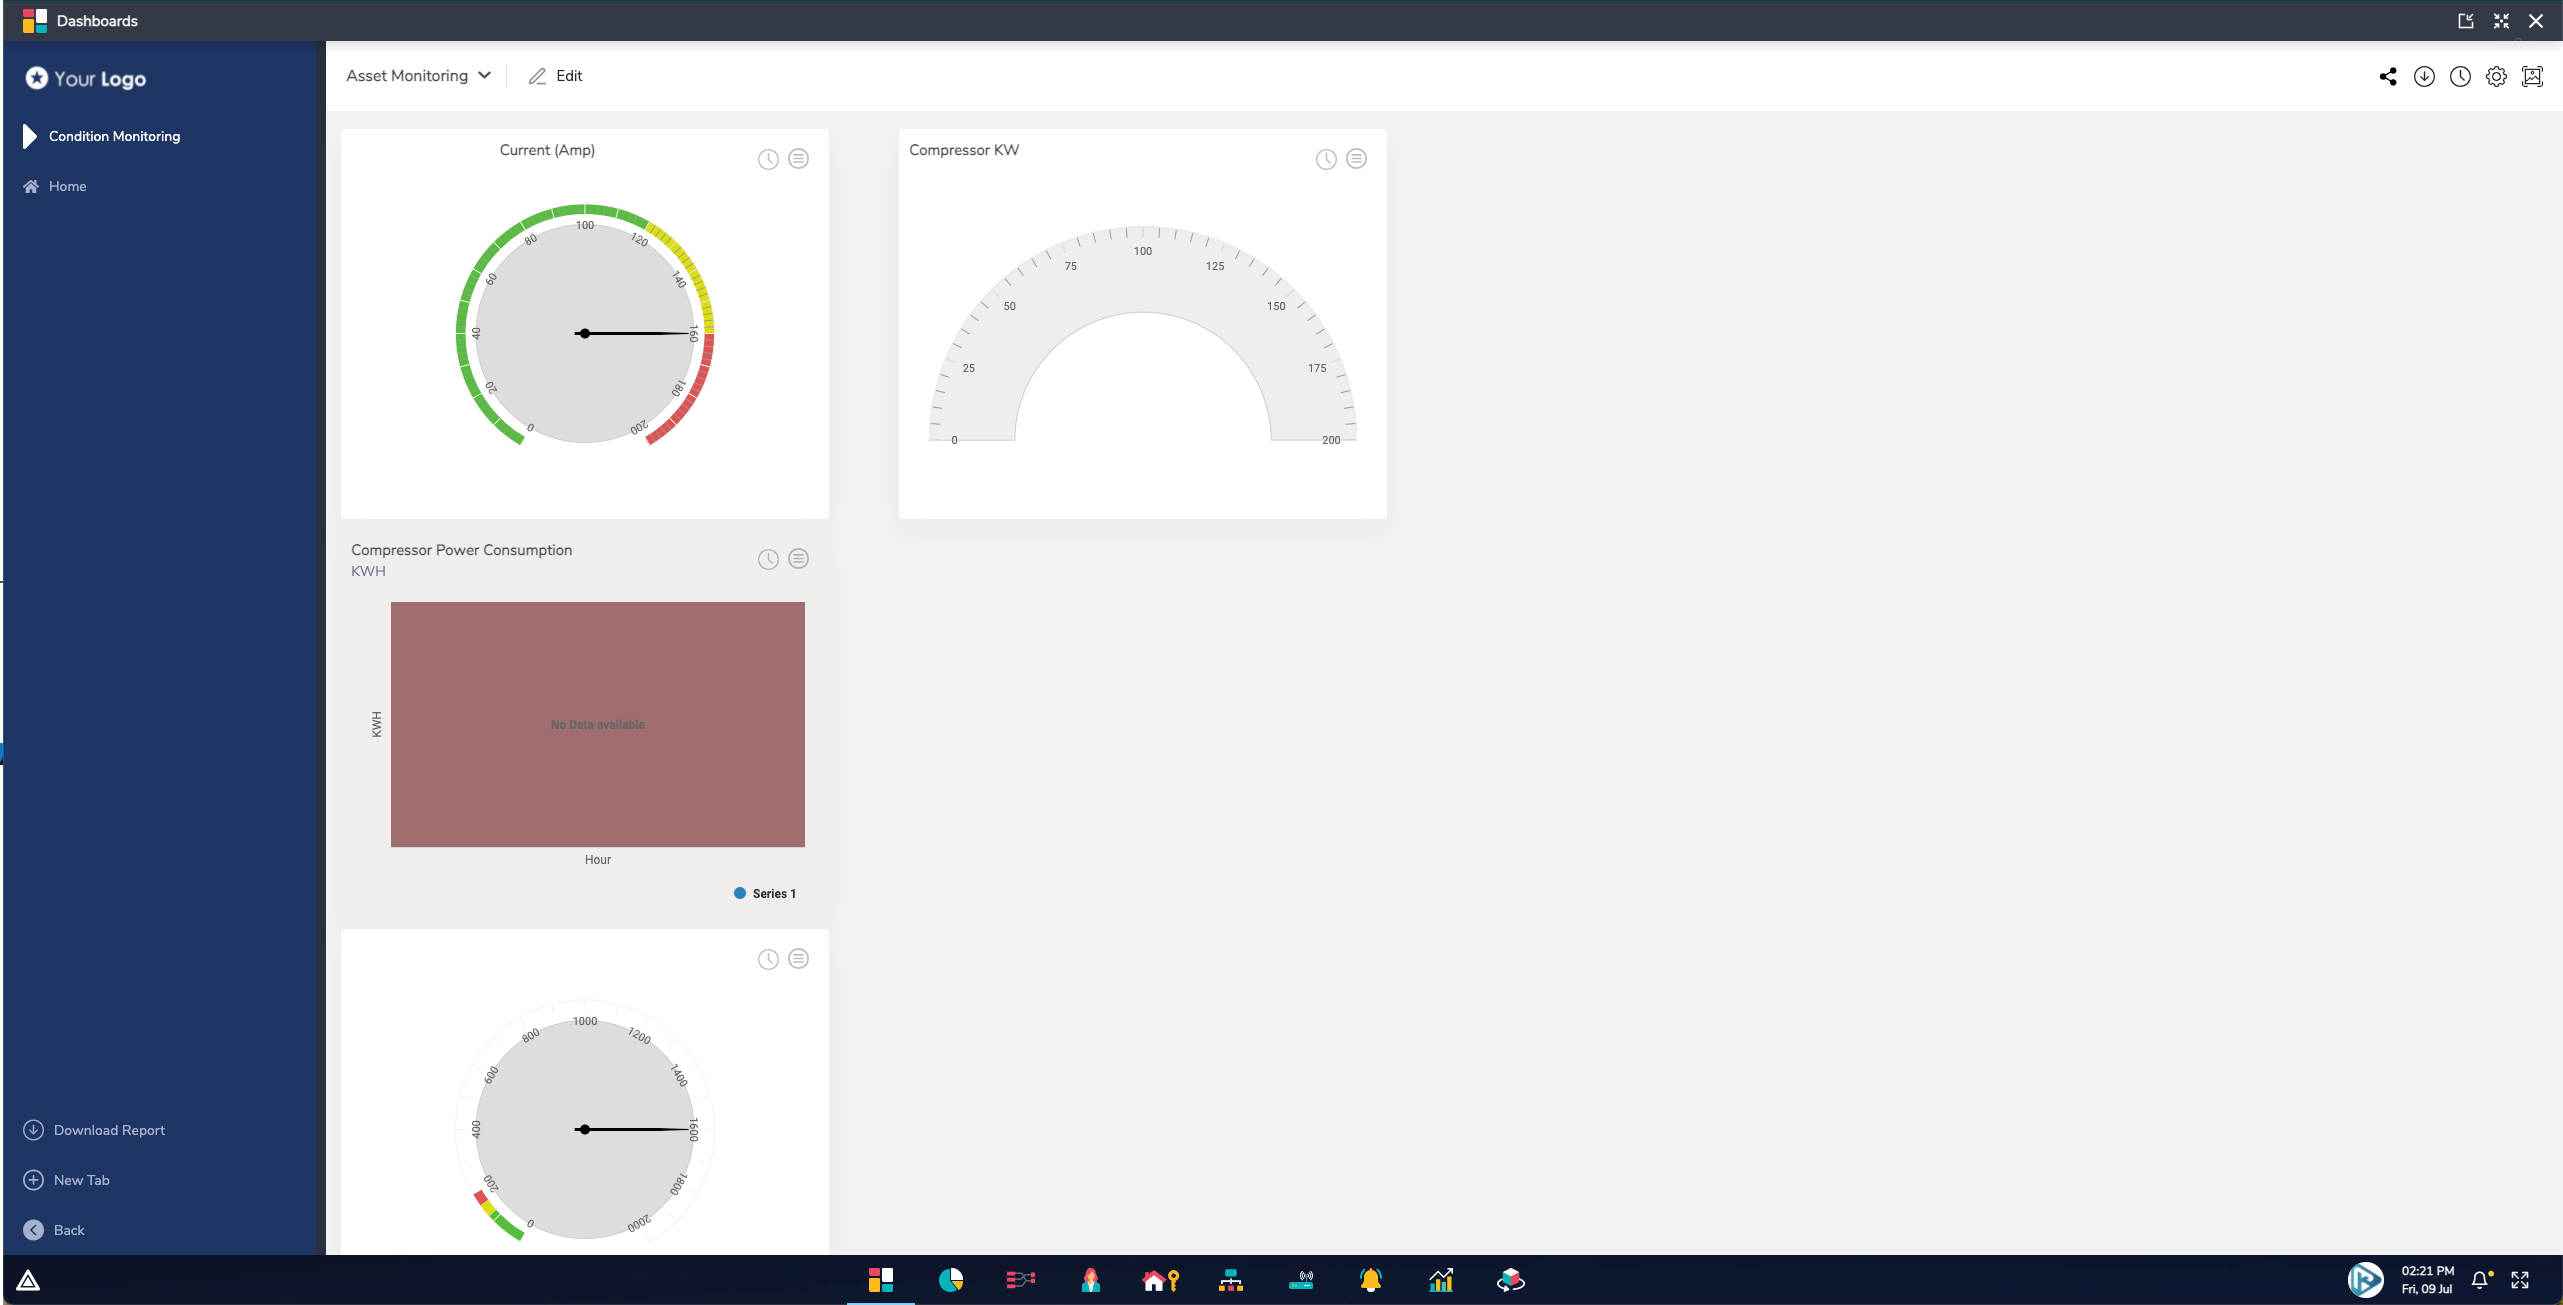 Dashboards
Your Logo
Condition Monitoring
Home
Download Report
New Tab
Back
Asset Monitoring
Edit
Current (Amp)
0
20
40
60
80
100
120
140
160
180
200
Compressor KW
0
25
50
75
100
125
150
175
200
Compressor Power Consumption
KWH
KWH
No Data available
Hour
Series 1
0
200
400
600
800
1000
1200
1400
1600
1800
2000
02:21 PM
Fri, 09 Jul